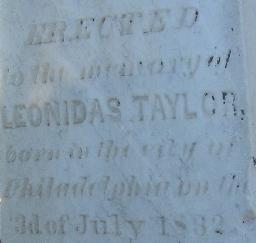 ERECTED
to the memory of
LEONIDAS TAYLOR,
born in the city of
Philadelphia on the
3d of July 1832